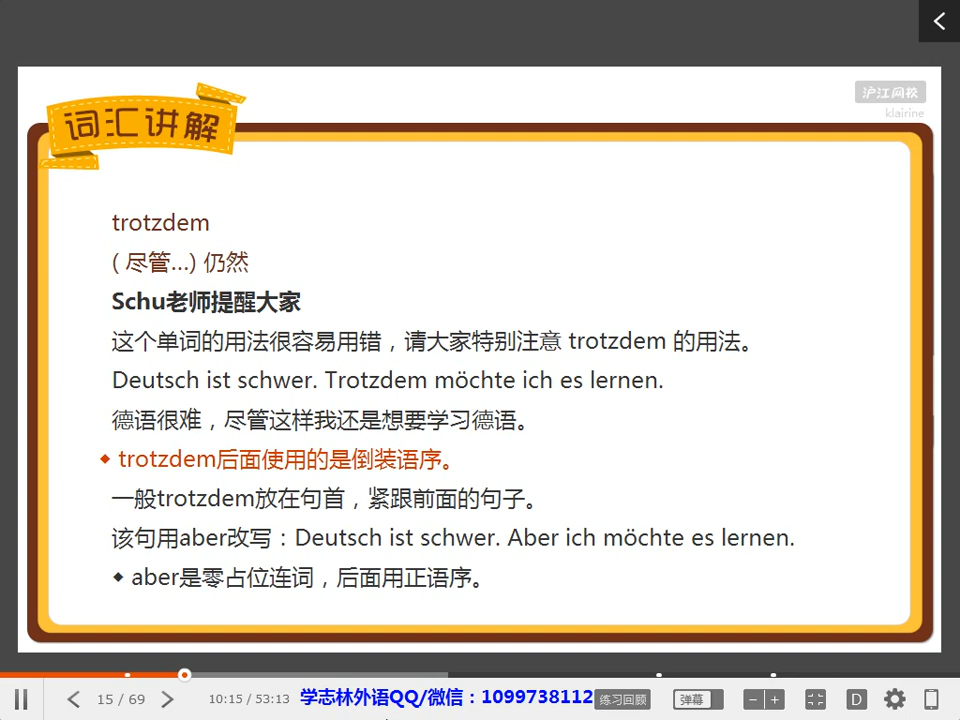 沪江网校
klairine
词汇讲解
trotzdem
( 尽管...) 仍然
Schu老师提醒大家
这个单词的用法很容易用错，请大家特别注意 trotzdem 的用法。
Deutsch ist schwer. Trotzdem möchte ich es lernen.
德语很难，尽管这样我还是想要学习德语。
◆ trotzdem后面使用的是倒装语序。
一般trotzdem放在句首，紧跟前面的句子。
该句用aber改写：Deutsch ist schwer. Aber ich möchte es lernen.
◆ aber是零占位连词，后面用正语序。
15 / 69
10:15 / 53:13
学志林外语QQ/微信：1099738112
练习回顾
弹幕
D